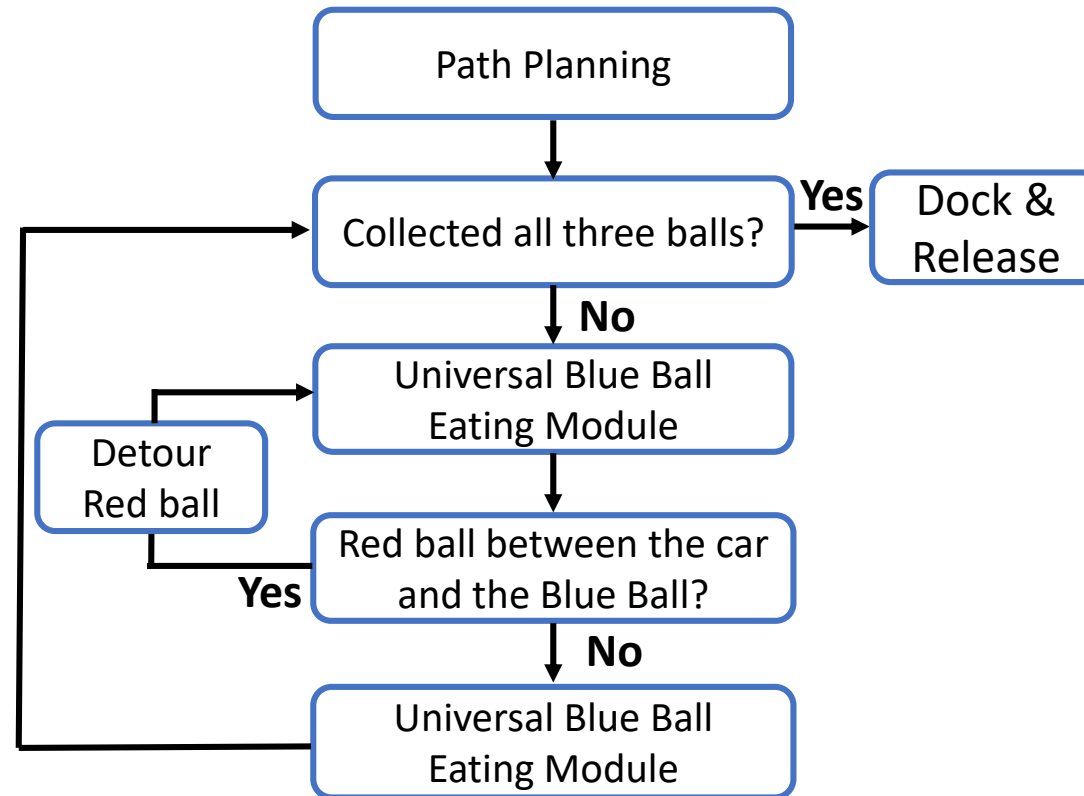 Path Planning
Collected all three balls?
Yes
Dock &
Release
No
Universal Blue Ball
Eating Module
Detour
Red ball
Red ball between the car
and the Blue Ball?
Yes
No
Universal Blue Ball
Eating Module